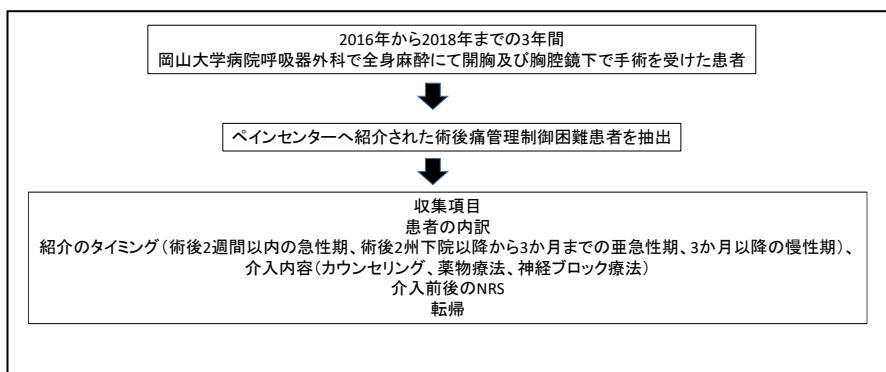 2016年から2018年までの3年間
岡山大学病院呼吸器外科で全身麻酔にて開胸及び胸腔鏡下で手術を受けた患者
ペインセンターへ紹介された術後痛管理制御困難患者を抽出
収集項目
患者の内訳
紹介のタイミング（術後2週間以内の急性期、術後2州下院以降から3か月までの亜急性期、3か月以降の慢性期）、
介入内容（カウンセリング、薬物療法、神経ブロック療法）
介入前後のNRS
転帰